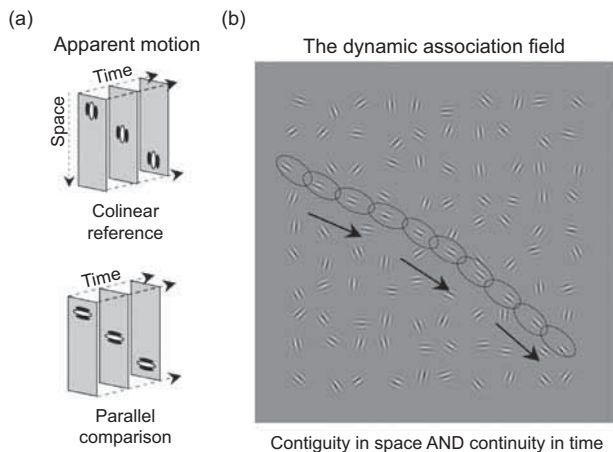 (a)
Apparent motion
Time
Space
Colinear
reference
Time
Parallel
comparison
(b)
The dynamic association field
Contiguity in space AND continuity in time